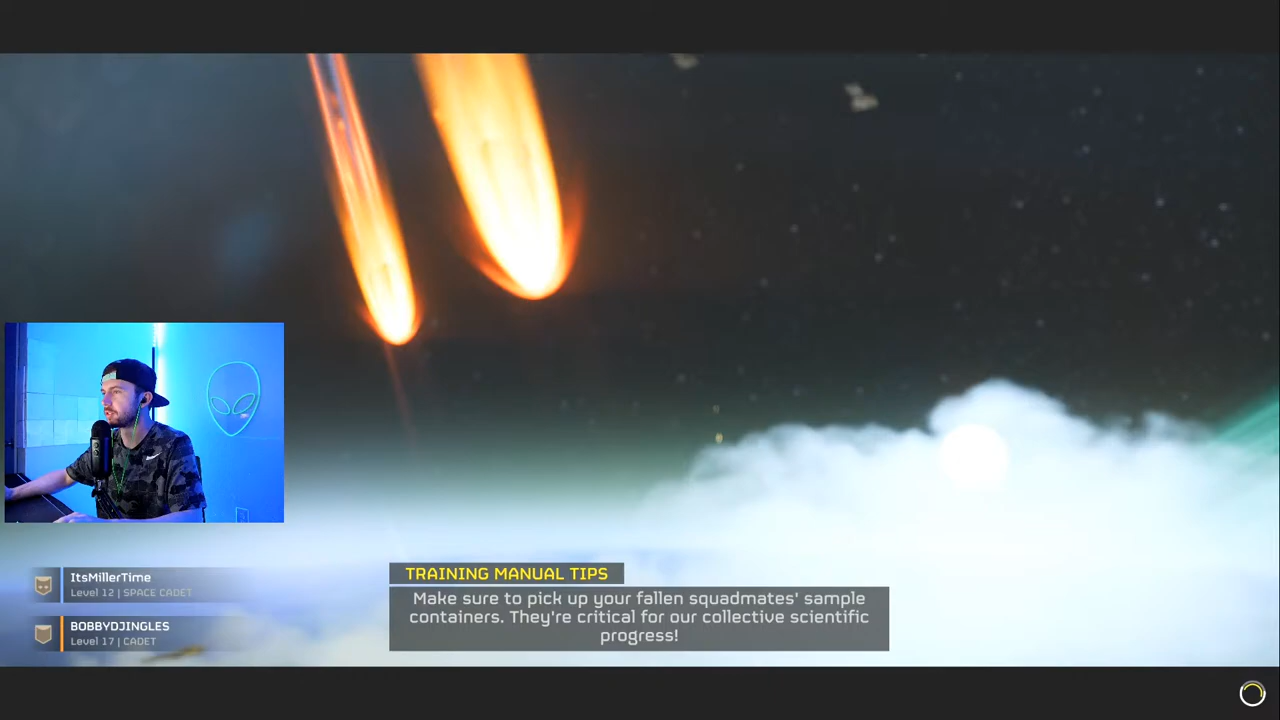 ItsMillerTime
Level 12 | SPACE CADET
BOBBYDJINGLES
Level 17 | CADET
TRAINING MANUAL TIPS
Make sure to pick up your fallen squadmates' sample
containers. They're critical for our collective scientific
progress!